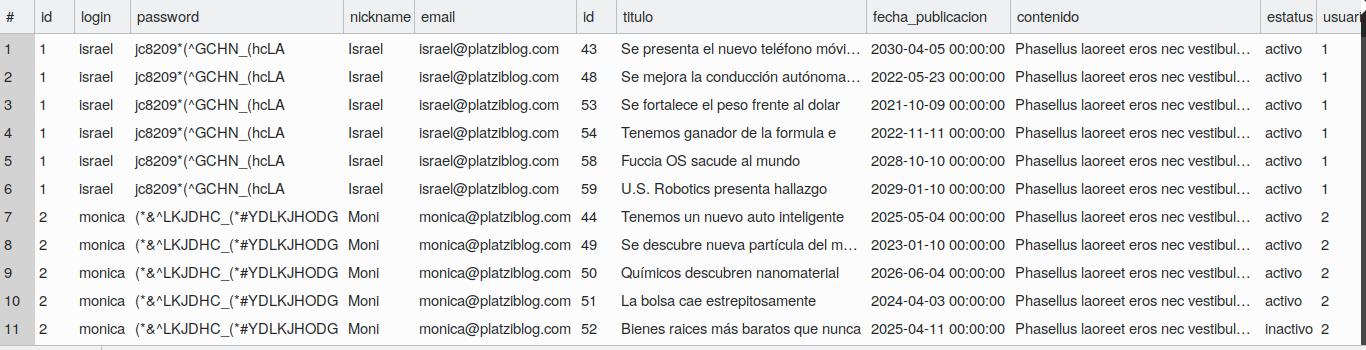 # id login password nickname email id titulo fecha_publicacion contenido estatus usuari
1 1 israel jc8209*(^GCHN_(hcLA Israel israel@platziblog.com 43 Se presenta el nuevo teléfono móvi... 2030-04-05 00:00:00 Phasellus laoreet eros nec vestibul... activo 1
2 1 israel jc8209*(^GCHN_(hcLA Israel israel@platziblog.com 48 Se mejora la conducción autónoma... 2022-05-23 00:00:00 Phasellus laoreet eros nec vestibul... activo 1
3 1 israel jc8209*(^GCHN_(hcLA Israel israel@platziblog.com 53 Se fortalece el peso frente al dolar 2021-10-09 00:00:00 Phasellus laoreet eros nec vestibul... activo 1
4 1 israel jc8209*(^GCHN_(hcLA Israel israel@platziblog.com 54 Tenemos ganador de la formula e 2022-11-11 00:00:00 Phasellus laoreet eros nec vestibul... activo 1
5 1 israel jc8209*(^GCHN_(hcLA Israel israel@platziblog.com 58 Fuccia OS sacude al mundo 2028-10-10 00:00:00 Phasellus laoreet eros nec vestibul... activo 1
6 1 israel jc8209*(^GCHN_(hcLA Israel israel@platziblog.com 59 U.S. Robotics presenta hallazgo 2029-01-10 00:00:00 Phasellus laoreet eros nec vestibul... activo 1
7 2 monica (*&^LKJDHC_(*#YDLKJHODG Moni monica@platziblog.com 44 Tenemos un nuevo auto inteligente 2025-05-04 00:00:00 Phasellus laoreet eros nec vestibul... activo 2
8 2 monica (*&^LKJDHC_(*#YDLKJHODG Moni monica@platziblog.com 49 Se descubre nueva partícula del m... 2023-01-10 00:00:00 Phasellus laoreet eros nec vestibul... activo 2
9 2 monica (*&^LKJDHC_(*#YDLKJHODG Moni monica@platziblog.com 50 Químicos descubren nanomaterial 2026-06-04 00:00:00 Phasellus laoreet eros nec vestibul... activo 2
10 2 monica (*&^LKJDHC_(*#YDLKJHODG Moni monica@platziblog.com 51 La bolsa cae estrepitosamente 2024-04-03 00:00:00 Phasellus laoreet eros nec vestibul... activo 2
11 2 monica (*&^LKJDHC_(*#YDLKJHODG Moni monica@platziblog.com 52 Bienes raices más baratos que nunca 2025-04-11 00:00:00 Phasellus laoreet eros nec vestibul... inactivo 2